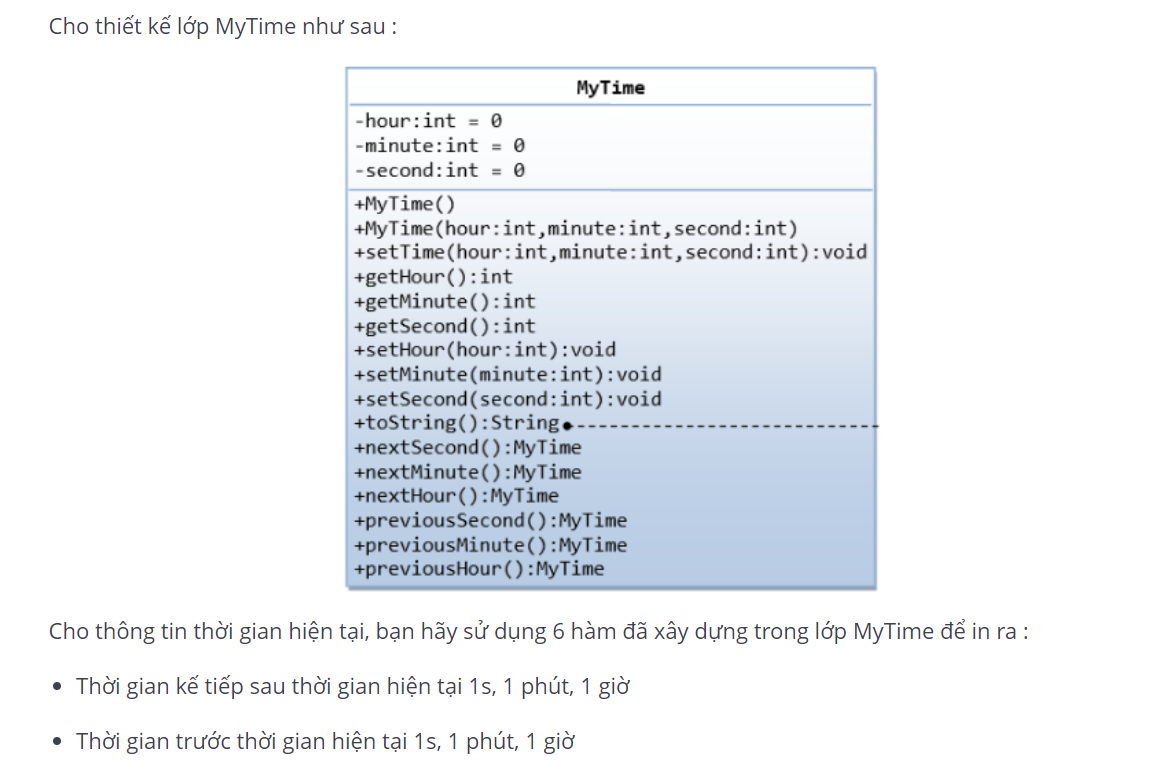 Cho thiết kế lớp MyTime như sau :
MyTime
-hour:int = 0
-minute:int = 0
-second:int = 0
+MyTime()
+MyTime(hour:int,minute:int,second:int)
+setTime(hour:int,minute:int,second:int):void
+getHour():int
+getMinute():int
+getSecond():int
+setHour(hour:int):void
+setMinute(minute:int):void
+setSecond(second:int):void
+toString():String
+nextSecond():MyTime
+nextMinute():MyTime
+nextHour():MyTime
+previousSecond():MyTime
+previousMinute():MyTime
+previousHour():MyTime
Cho thông tin thời gian hiện tại, bạn hãy sử dụng 6 hàm đã xây dựng trong lớp MyTime để in ra :
• Thời gian kế tiếp sau thời gian hiện tại 1s, 1 phút, 1 giờ
• Thời gian trước thời gian hiện tại 1s, 1 phút, 1 giờ